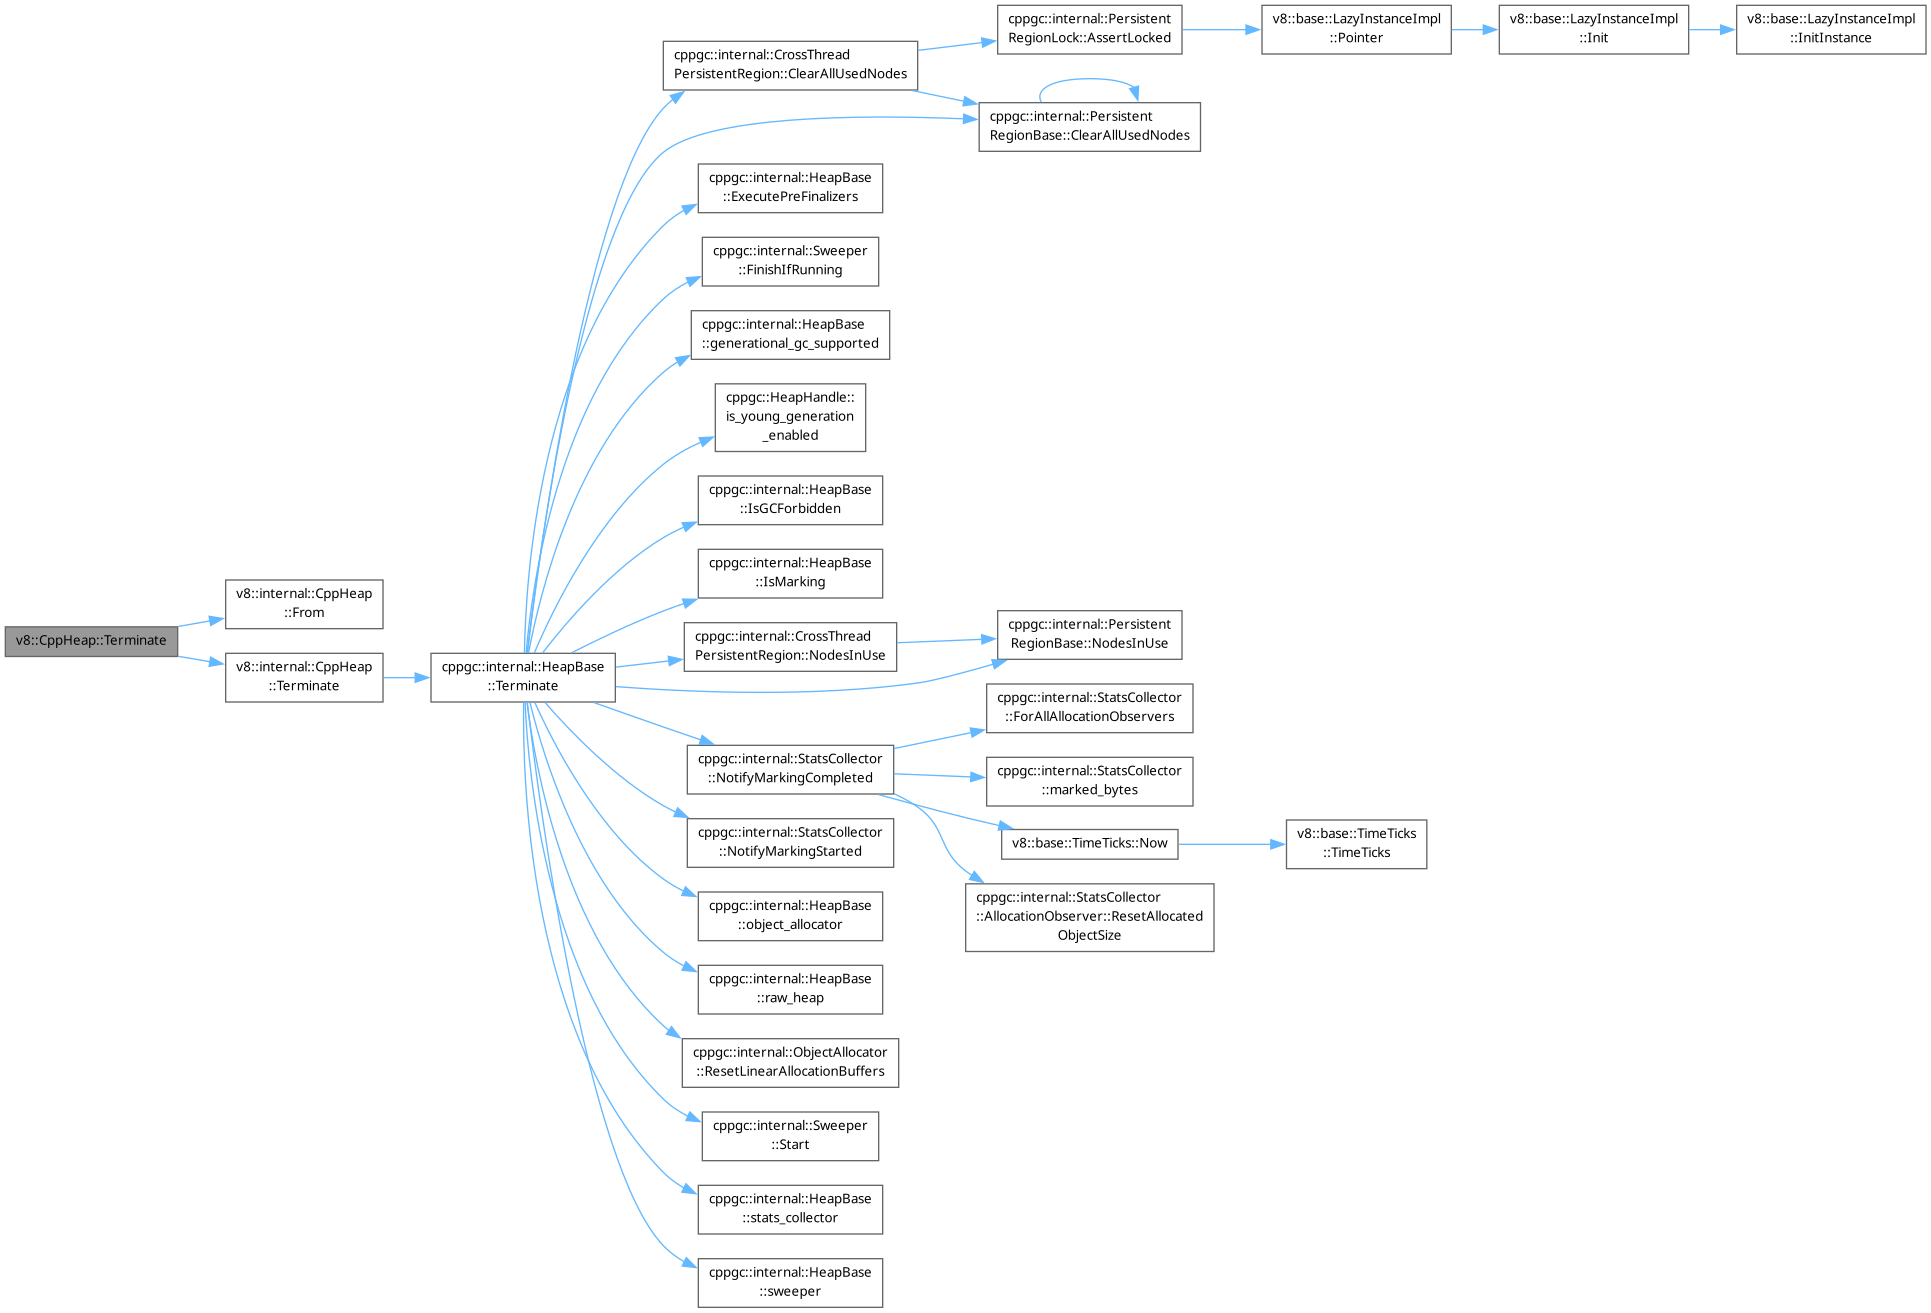 v8::CppHeap::Terminate
v8::internal::CppHeap
::From
v8::internal::CppHeap
::Terminate
cppgc::internal::HeapBase
::Terminate
cppgc::internal::CrossThread
PersistentRegion::ClearAllUsedNodes
cppgc::internal::Persistent
RegionLock::AssertLocked
v8::base::LazyInstanceImpl
::Pointer
v8::base::LazyInstanceImpl
::Init
v8::base::LazyInstanceImpl
::InitInstance
cppgc::internal::Persistent
RegionBase::ClearAllUsedNodes
cppgc::internal::HeapBase
::ExecutePreFinalizers
cppgc::internal::Sweeper
::FinishIfRunning
cppgc::internal::HeapBase
::generational_gc_supported
cppgc::HeapHandle::
is_young_generation
_enabled
cppgc::internal::HeapBase
::IsGCForbidden
cppgc::internal::HeapBase
::IsMarking
cppgc::internal::CrossThread
PersistentRegion::NodesInUse
cppgc::internal::Persistent
RegionBase::NodesInUse
cppgc::internal::StatsCollector
::NotifyMarkingCompleted
cppgc::internal::StatsCollector
::ForAllAllocationObservers
cppgc::internal::StatsCollector
::marked_bytes
v8::base::TimeTicks::Now
v8::base::TimeTicks
::TimeTicks
cppgc::internal::StatsCollector
::AllocationObserver::ResetAllocated
ObjectSize
cppgc::internal::StatsCollector
::NotifyMarkingStarted
cppgc::internal::HeapBase
::object_allocator
cppgc::internal::HeapBase
::raw_heap
cppgc::internal::ObjectAllocator
::ResetLinearAllocationBuffers
cppgc::internal::Sweeper
::Start
cppgc::internal::HeapBase
::stats_collector
cppgc::internal::HeapBase
::sweeper